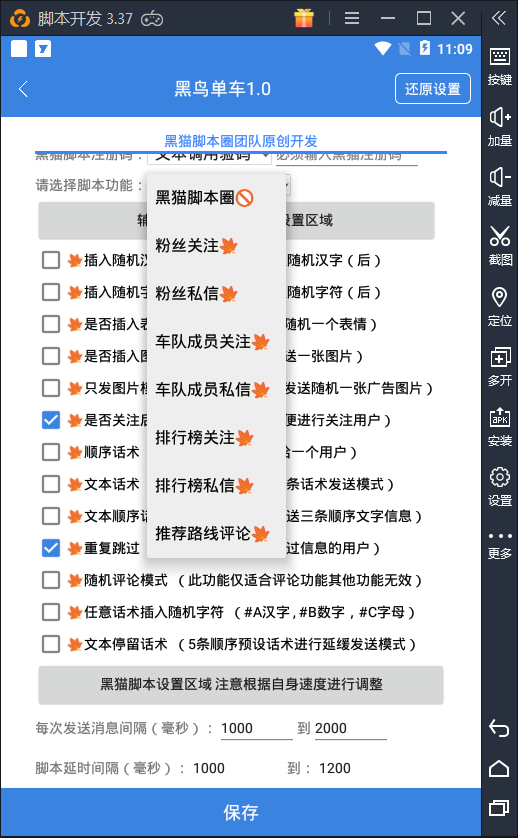 脚本开发 3.37
11:09
黑鸟单车1.0
还原设置
黑猫脚本圈团队原创开发
黑猫脚本注册码： 文本调用验码 必须输入黑猫注册码
请选择脚本功能：
黑猫脚本圈
粉丝关注
粉丝私信
车队成员关注
车队成员私信
排行榜关注
排行榜私信
推荐路线评论
辅 设置区域
插入随机汉 随机汉字（后）
插入随机字 随机字符（后）
是否插入表 随机一个表情）
是否插入图 送一张图片）
只发图片模 发送随机一张广告图片）
是否关注后 便进行关注用户）
顺序话术 一个用户）
文本话术 条话术发送模式）
文本顺序话 送三条顺序文字信息）
重复跳过 过信息的用户）
随机评论模式 （此功能仅适合评论功能其他功能无效）
任意话术插入随机字符 （#A汉字,#B数字，#C字母）
文本停留话术 （5条顺序预设话术进行延缓发送模式）
黑猫脚本设置区域 注意根据自身速度进行调整
每次发送消息间隔（毫秒）： 1000 到 2000
脚本延时间隔（毫秒）： 1000 到： 1200
保存
按键
加量
减量
截图
定位
多开
APK
安装
设置
更多